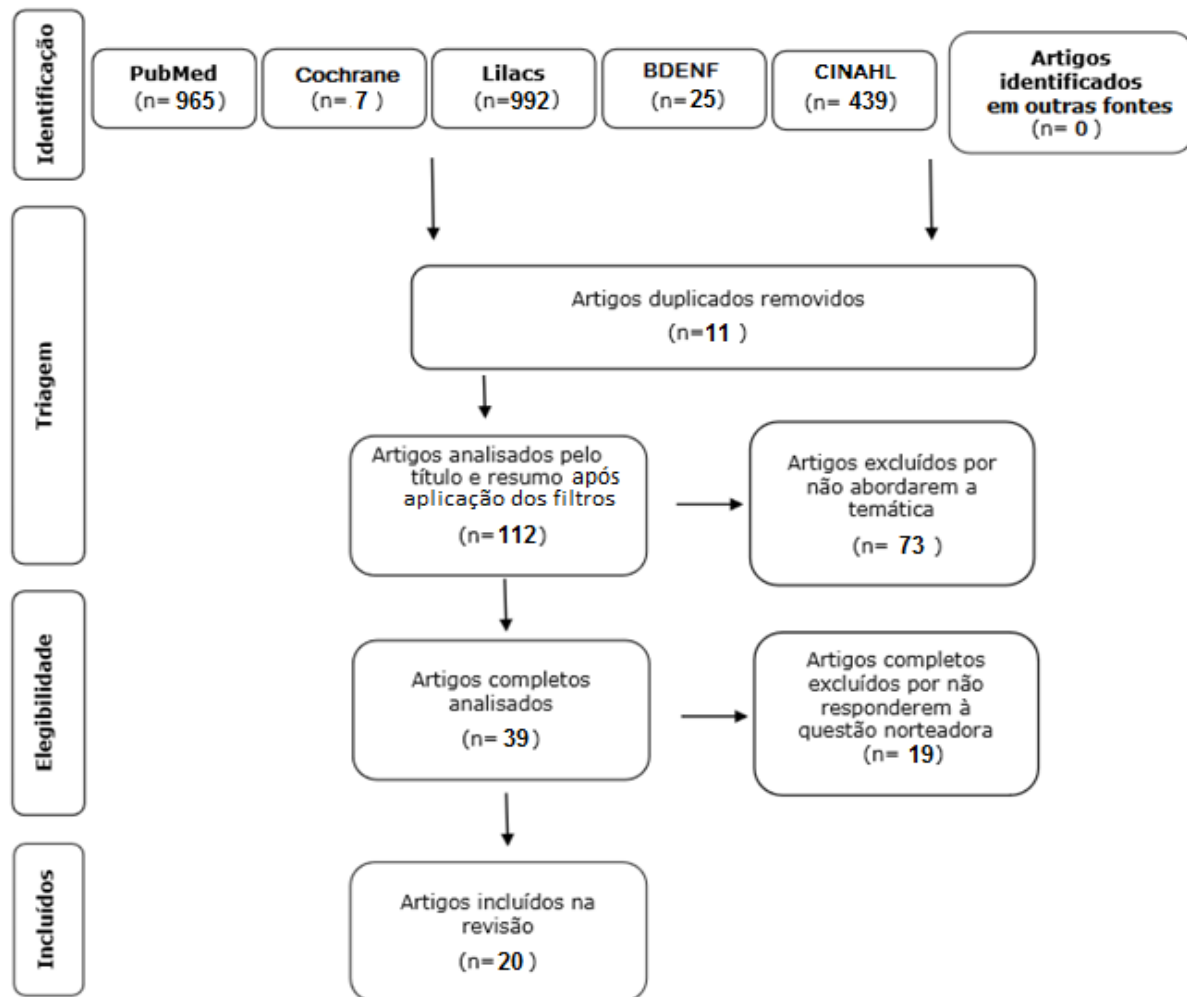 Identificação
PubMed
(n= 965)
Cochrane
(n= 7 )
Lilacs
(n=992)
BDENF
(n=25)
CINAHL
(n= 439)
Artigos
identificados
em outras fontes
(n= 0 )
Triagem
Artigos duplicados removidos
(n=11 )
Artigos analisados pelo
título e resumo após
aplicação dos filtros
(n=112)
Artigos excluídos por
não abordarem a
temática
(n= 73 )
Elegibilidade
Artigos completos
analisados
(n= 39)
Artigos completos
excluídos por não
responderem à
questão norteadora
(n= 19)
Incluídos
Artigos incluídos na
revisão
(n=20)